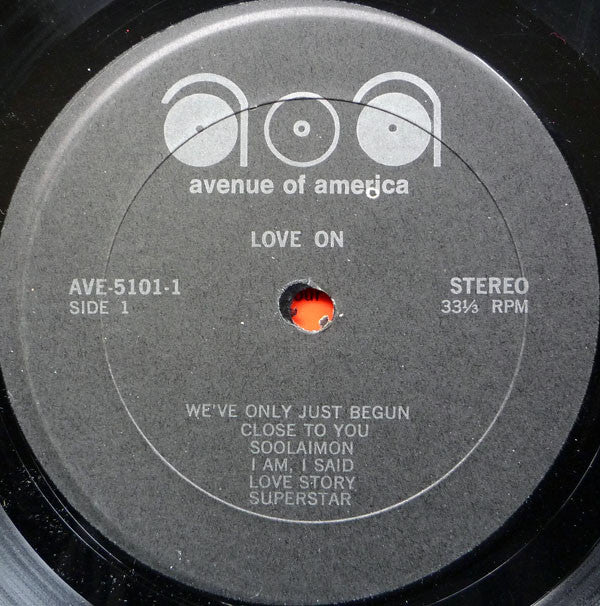 aoa
avenue of america
LOVE ON
AVE-5101-1
SIDE 1
STEREO
33⅓ RPM
WE'VE ONLY JUST BEGUN
CLOSE TO YOU
SOOLAIMON
I AM, I SAID
LOVE STORY
SUPERSTAR